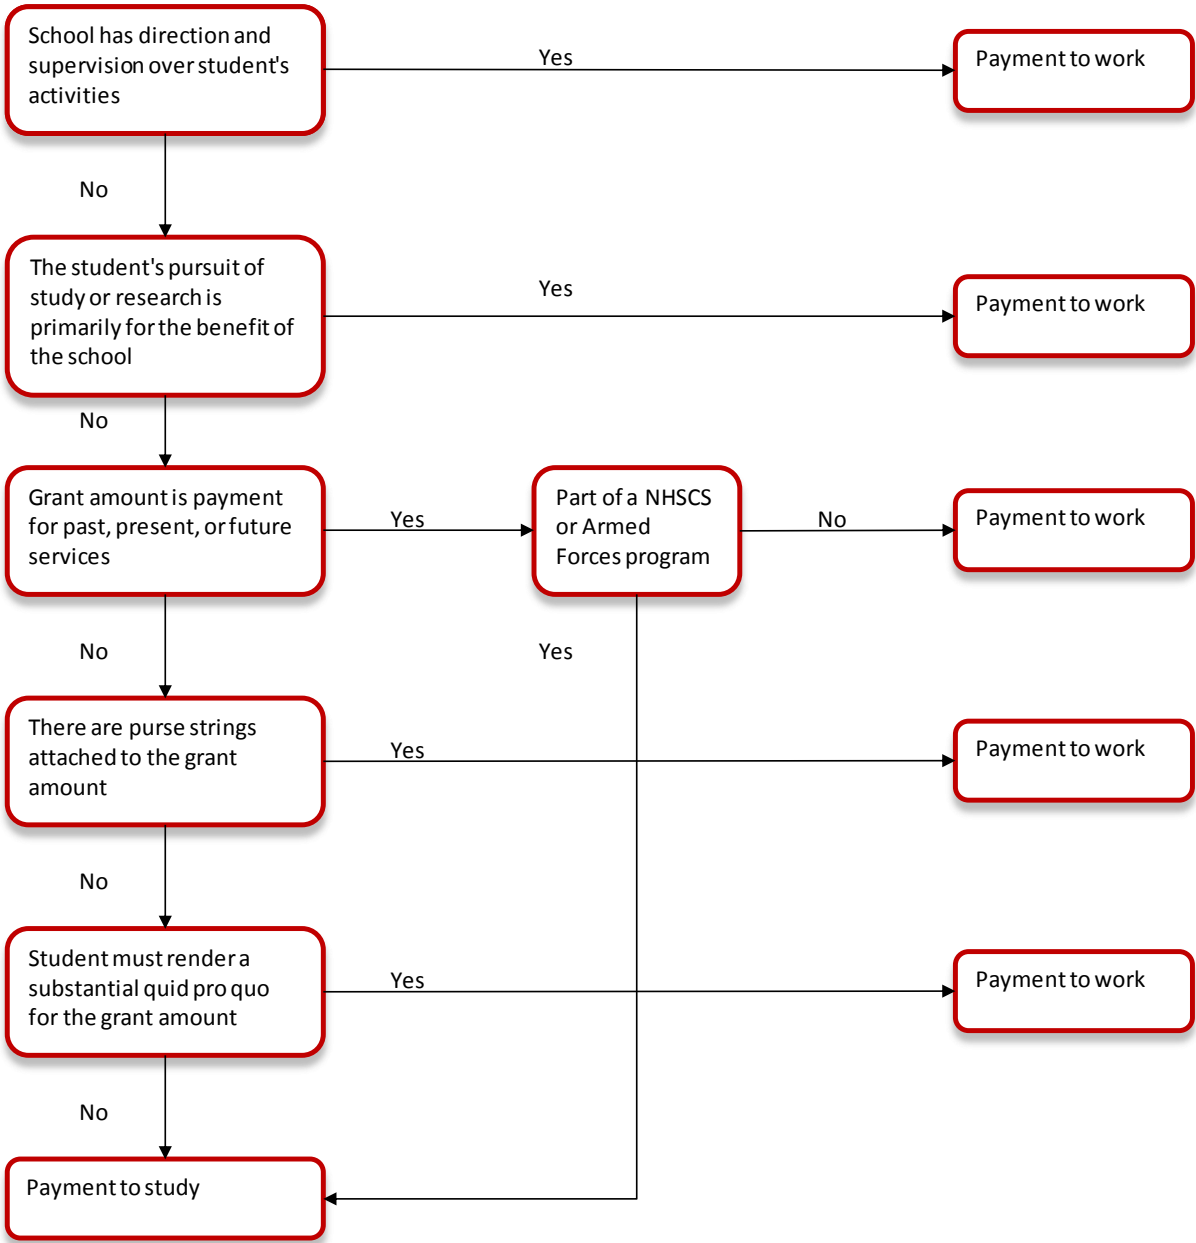 School has direction and
supervision over student's
activities
Yes
Payment to work
No
The student's pursuit of
study or research is
primarily for the benefit of
the school
Yes
Payment to work
No
Grant amount is payment
for past, present, or future
services
Yes
Part of a NHSCS
or Armed
Forces program
No
Payment to work
No
Yes
There are purse strings
attached to the grant
amount
Yes
Payment to work
No
Student must render a
substantial quid pro quo
for the grant amount
Yes
Payment to work
No
Payment to study